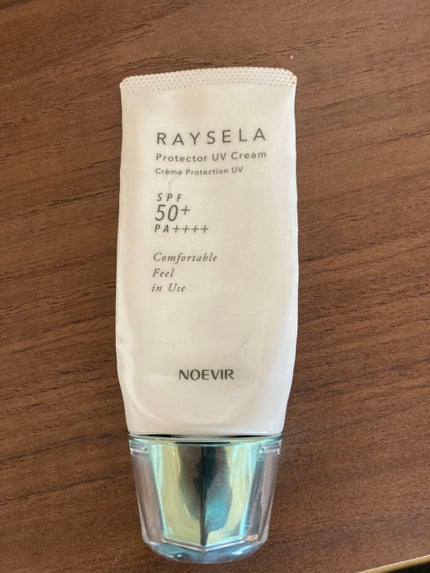 RAYSELA
Protector UV Cream
Crème Protection UV
SPF
50+
PA++++
Comfortable
Feel
in Use
NOEVIR